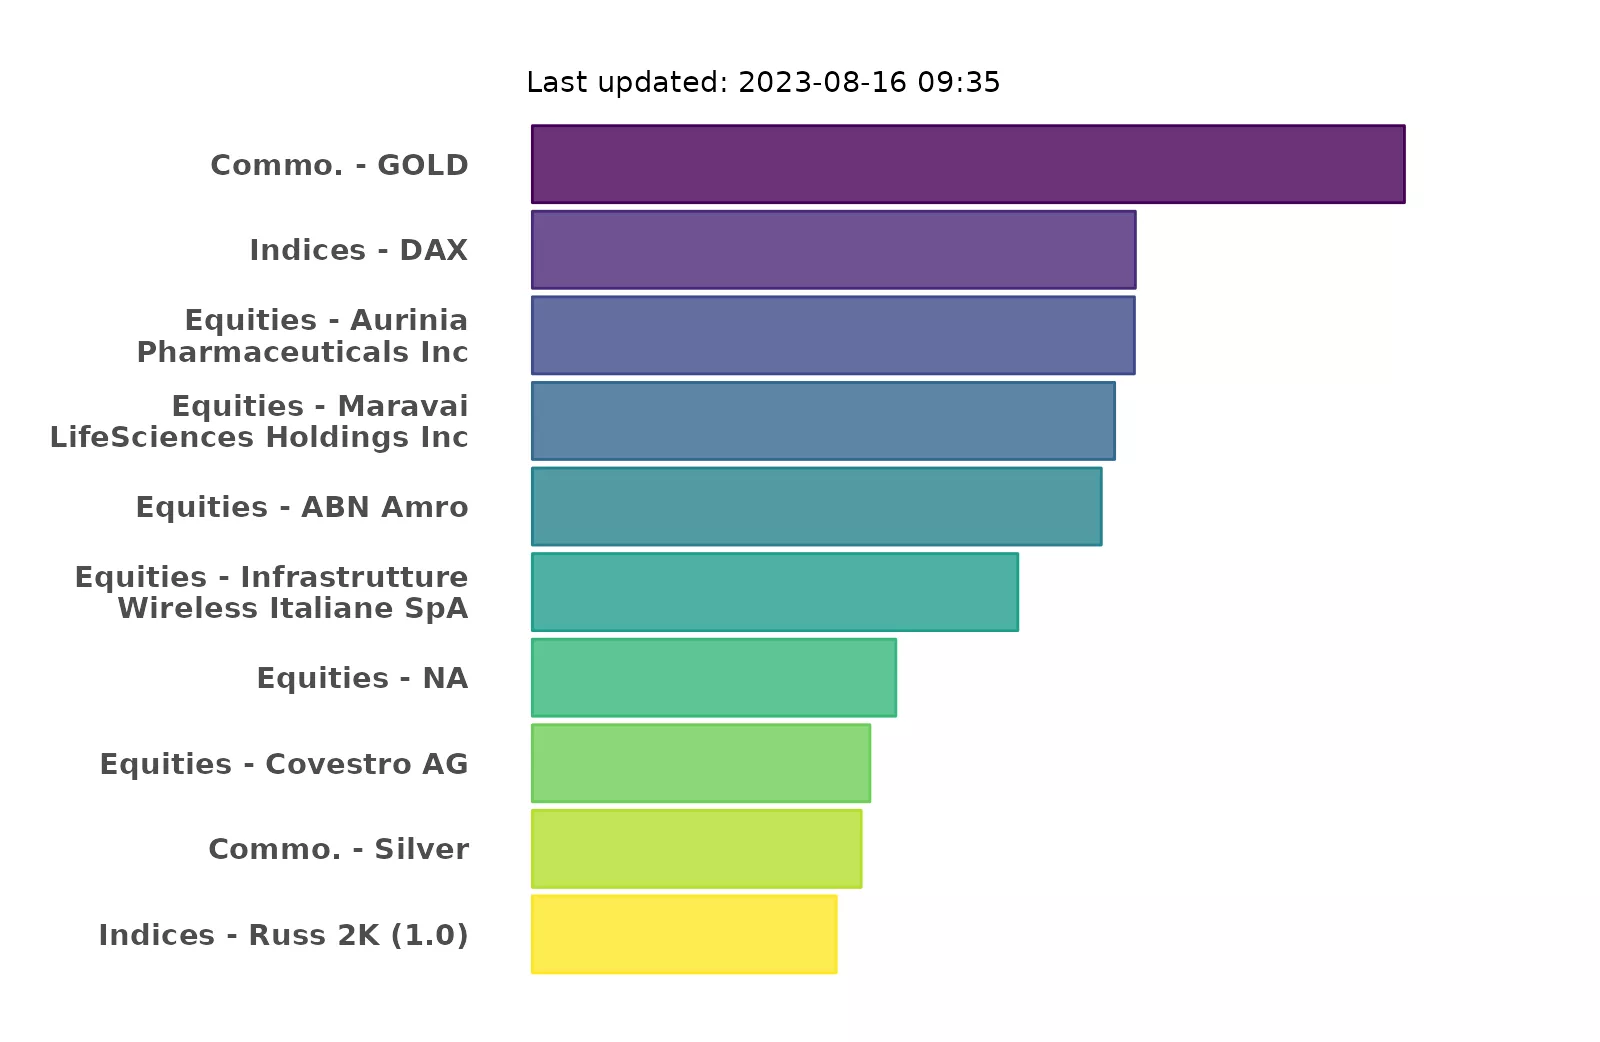 Last updated: 2023-08-16 09:35
Commo. - GOLD
Indices - DAX
Equities - Aurinia
Pharmaceuticals Inc
Equities - Maravai
LifeSciences Holdings Inc
Equities - ABN Amro
Equities - Infrastrutture
Wireless Italiane SpA
Equities - NA
Equities - Covestro AG
Commo. - Silver
Indices - Russ 2K (1.0)